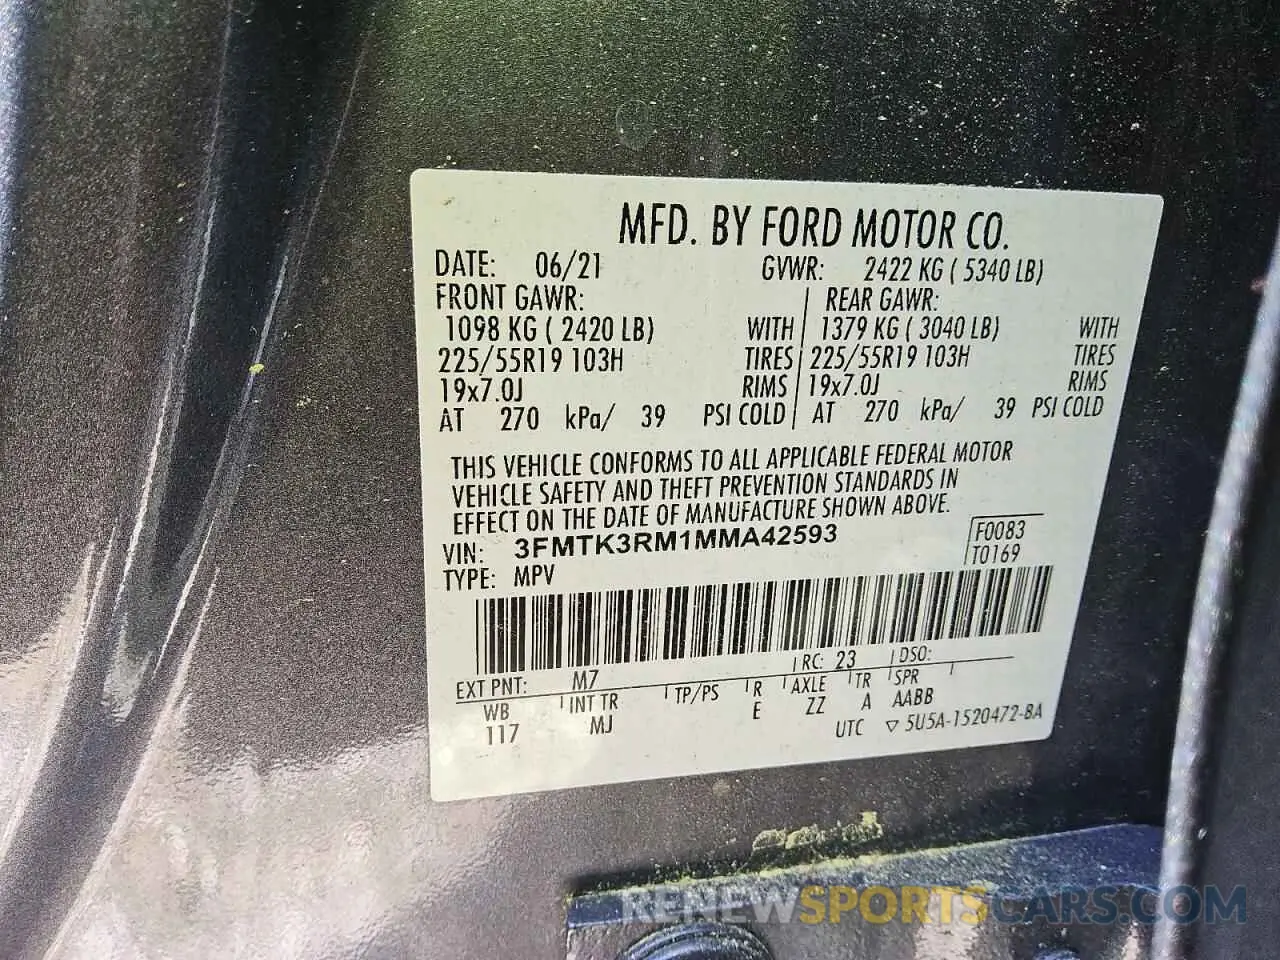 MFD. BY FORD MOTOR CO.
DATE: 06/21 GVWR: 2422 KG ( 5340 LB)
FRONT GAWR: REAR GAWR:
1098 KG ( 2420 LB) WITH 1379 KG ( 3040 LB) WITH
225/55R19 103H TIRES 225/55R19 103H TIRES
19x7.0J RIMS 19x7.0J RIMS
AT 270 kPa/ 39 PSI COLD AT 270 kPa/ 39 PSI COLD
THIS VEHICLE CONFORMS TO ALL APPLICABLE FEDERAL MOTOR
VEHICLE SAFETY AND THEFT PREVENTION STANDARDS IN
EFFECT ON THE DATE OF MANUFACTURE SHOWN ABOVE.
VIN: 3FMTK3RM1MMA42593 F0083
TYPE: MPV T0169
EXT PNT: M7 RC: 23 DSO:
WB INT TR TP/PS R AXLE TR SPR
117 MJ E ZZ A AABB
UTC ▽ 5U5A-1520472-BA
RENEWSPORTSCARS.COM